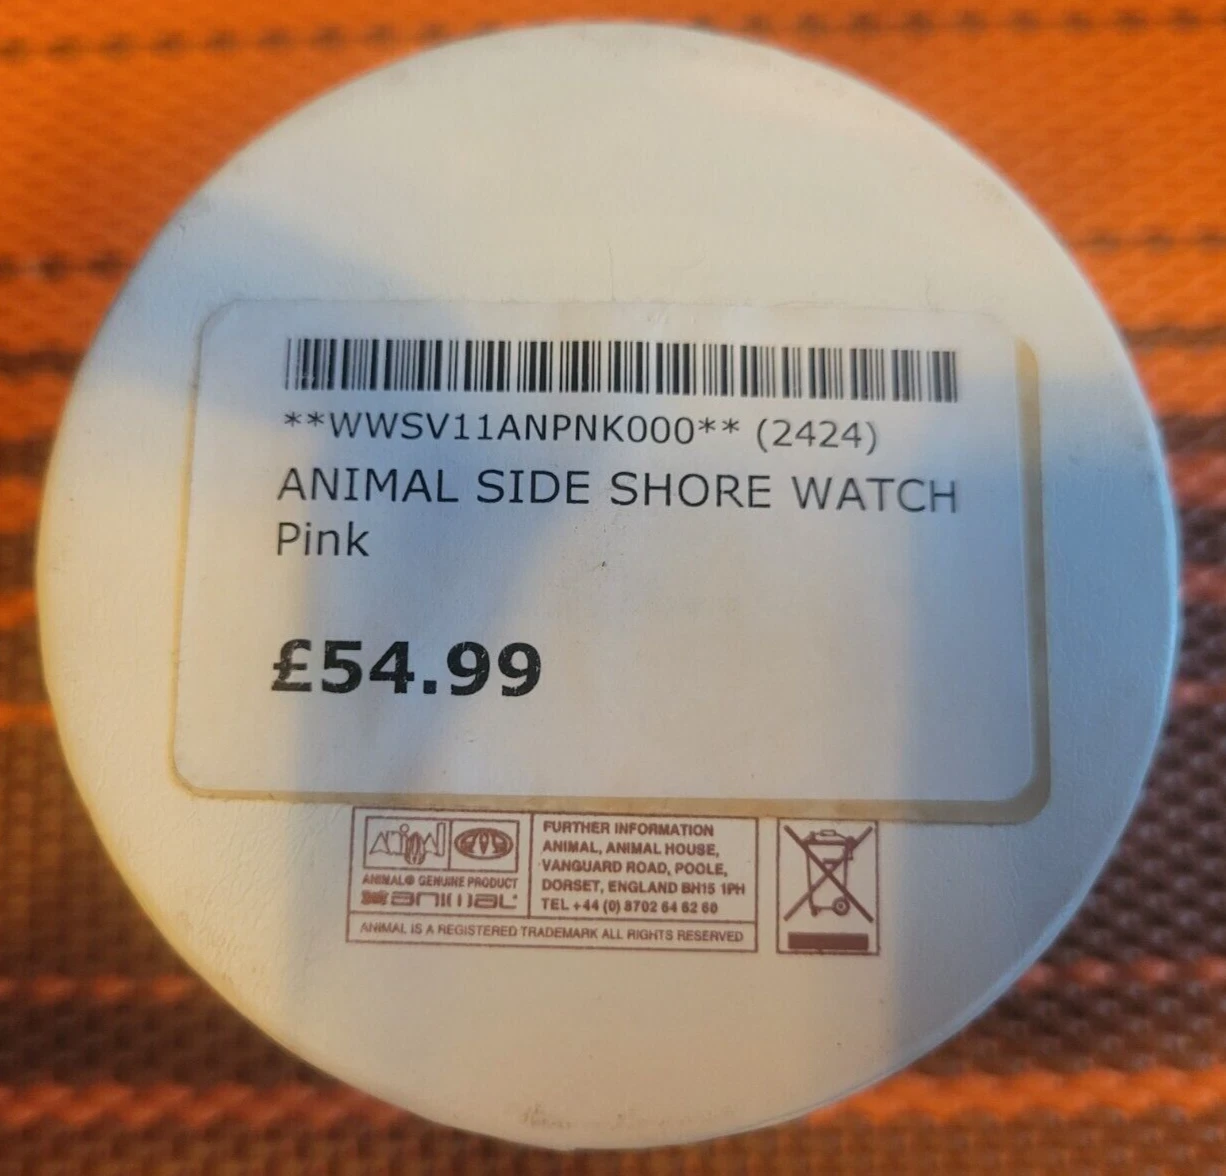 **WWSV11ANPNK000** (2424)
ANIMAL SIDE SHORE WATCH
Pink
£54.99
animal
ANIMAL® GENUINE PRODUCT
animal
FURTHER INFORMATION
ANIMAL, ANIMAL HOUSE,
VANGUARD ROAD, POOLE,
DORSET, ENGLAND BH15 1PH
TEL +44 (0) 8702 64 62 60
ANIMAL IS A REGISTERED TRADEMARK ALL RIGHTS RESERVED